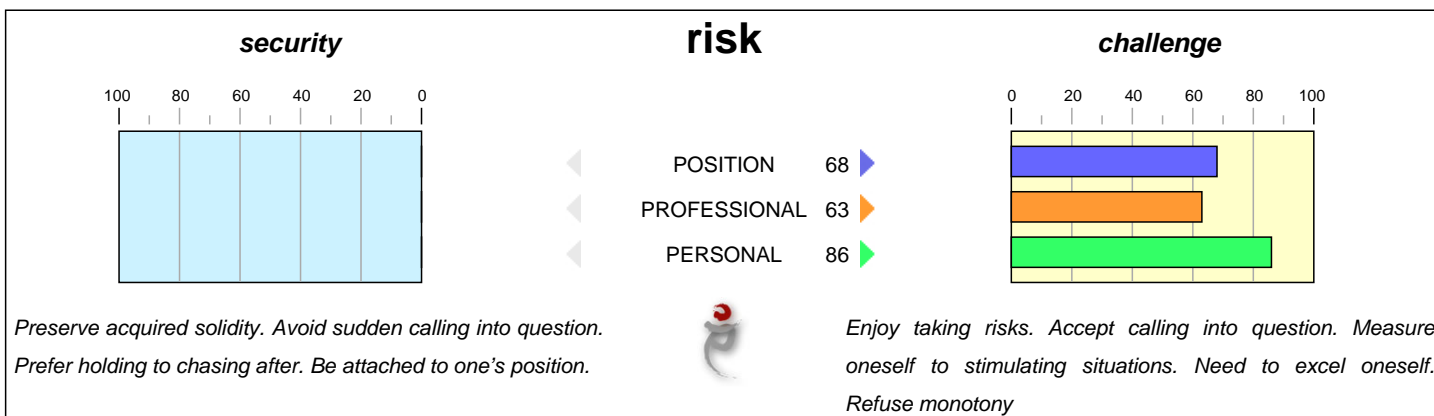 security
risk
challenge
100 80 60 40 20 0
0 20 40 60 80 100
POSITION 68
PROFESSIONAL 63
PERSONAL 86
Preserve acquired solidity. Avoid sudden calling into question.
Prefer holding to chasing after. Be attached to one's position.
Enjoy taking risks. Accept calling into question. Measure
oneself to stimulating situations. Need to excel oneself.
Refuse monotony